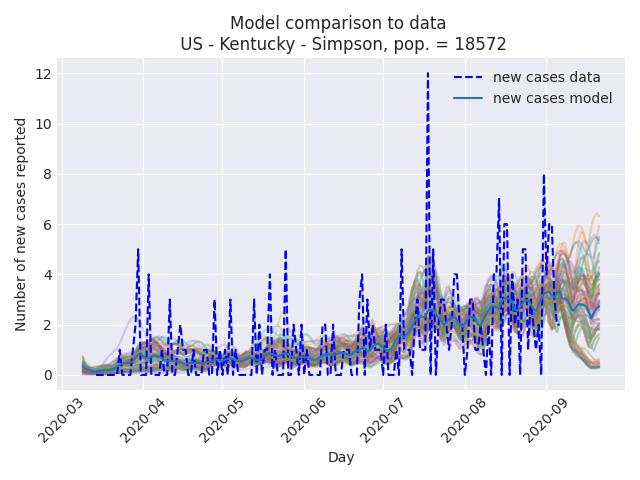 Model comparison to data
US - Kentucky - Simpson, pop. = 18572
new cases data
new cases model
Number of new cases reported
12
10
8
6
4
2
0
2020-03
2020-04
2020-05
2020-06
2020-07
2020-08
2020-09
Day